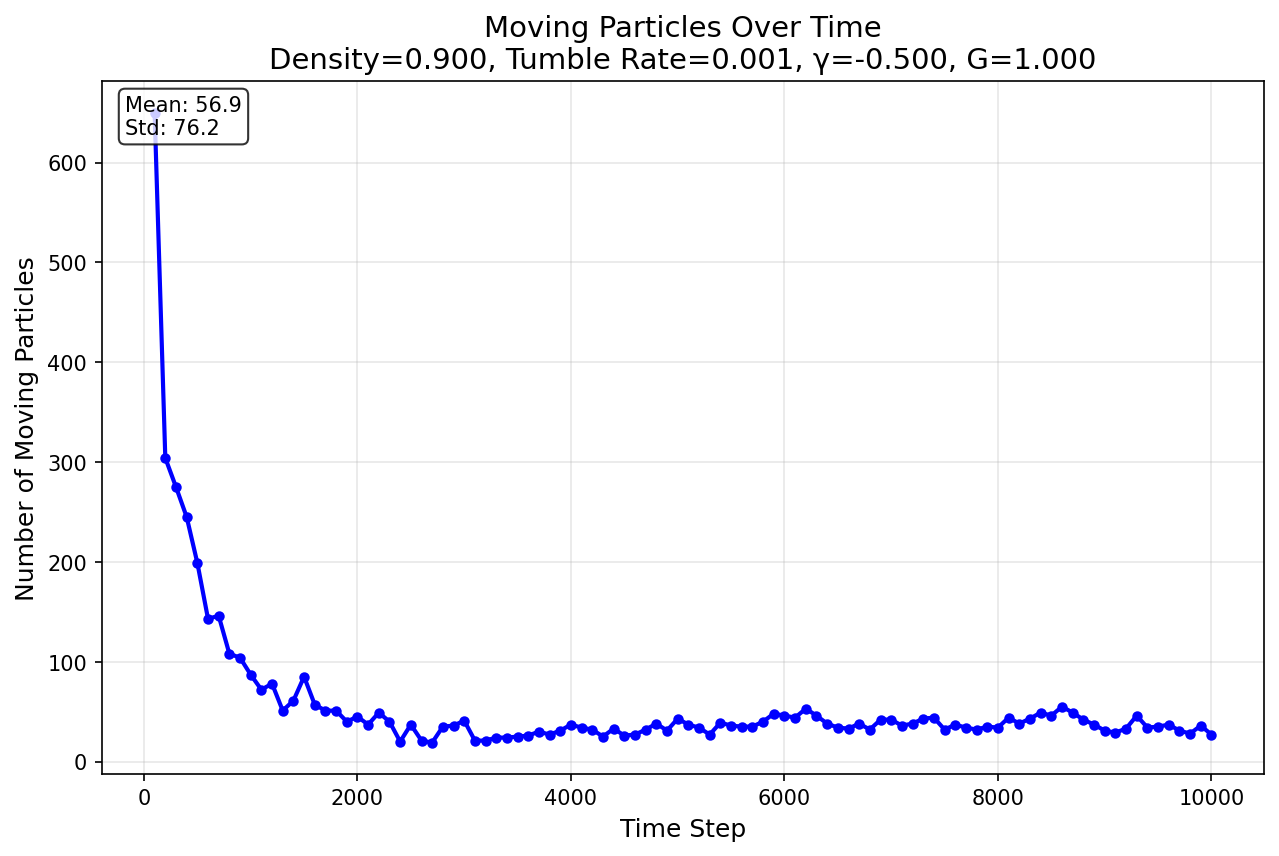 Moving Particles Over Time
Density=0.900, Tumble Rate=0.001, γ=-0.500, G=1.000
Mean: 56.9
Std: 76.2
Number of Moving Particles
600
500
400
300
200
100
0
0 2000 4000 6000 8000 10000
Time Step